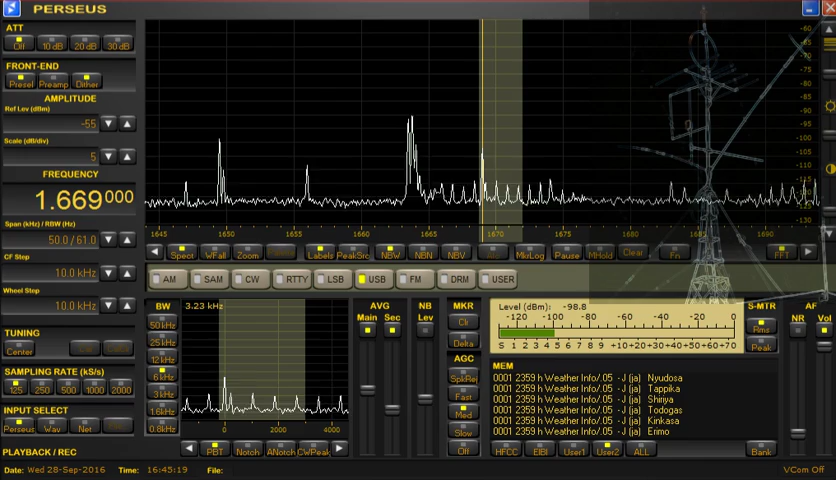 PERSEUS
ATT
Off 10 dB 20 dB 30 dB
FRONT-END
Presel Preamp Dither
AMPLITUDE
Ref Lev (dBm)
-55
Scale (dB/div)
5
FREQUENCY
1.669000
Span (kHz) / RBW (Hz)
50.0 / 61.0
CF Step
10.0 kHz
Wheel Step
10.0 kHz
TUNING
Center
SAMPLING RATE (kS/s)
125 250 500 1000 2000
INPUT SELECT
Perseus Wav Net
PLAYBACK / REC
-60
-65
-70
-75
-80
-85
-90
-95
-100
-105
-110
-115
-120
-125
-130
1645 1650 1655 1660 1665 1670 1675 1680 1685 1690
Spect WFall Zoom Labels PeakSrc NBW NBN NBV MkrLog Pause MHold Clear Fn FFT
AM SAM CW RTTY LSB USB FM DRM USER
BW
50 kHz
25 kHz
12 kHz
6 kHz
3 kHz
1.6kHz
0.8kHz
3.23 kHz
-2000 0 2000 4000
PBT Notch ANotch CWPeak
AVG
Main Sec
NB
Lev
MKR
Clr
Delta
AGC
SpkRej
Fast
Med
Slow
Off
Level (dBm): -98.8
-120 -100 -80 -60 -40 -20 0
S 1 2 3 4 5 6 7 8 9 +10 +20 +30 +40 +50 +60
S-MTR
Rms
Peak
AF
NR Vol
MEM
0001 2359 h Weather Info/.05 - J (ja) Nyudosa
0001 2359 h Weather Info/.05 - J (ja) Tappika
0001 2359 h Weather Info/.05 - J (ja) Shiriya
0001 2359 h Weather Info/.05 - J (ja) Todogas
0001 2359 h Weather Info/.05 - J (ja) Kinkasa
0001 2359 h Weather Info/.05 - J (ja) Erimo
HFCC EIBI User1 User2 ALL Bank
Date: Wed 28-Sep-2016 Time: 16:45:19 File: VCom Off